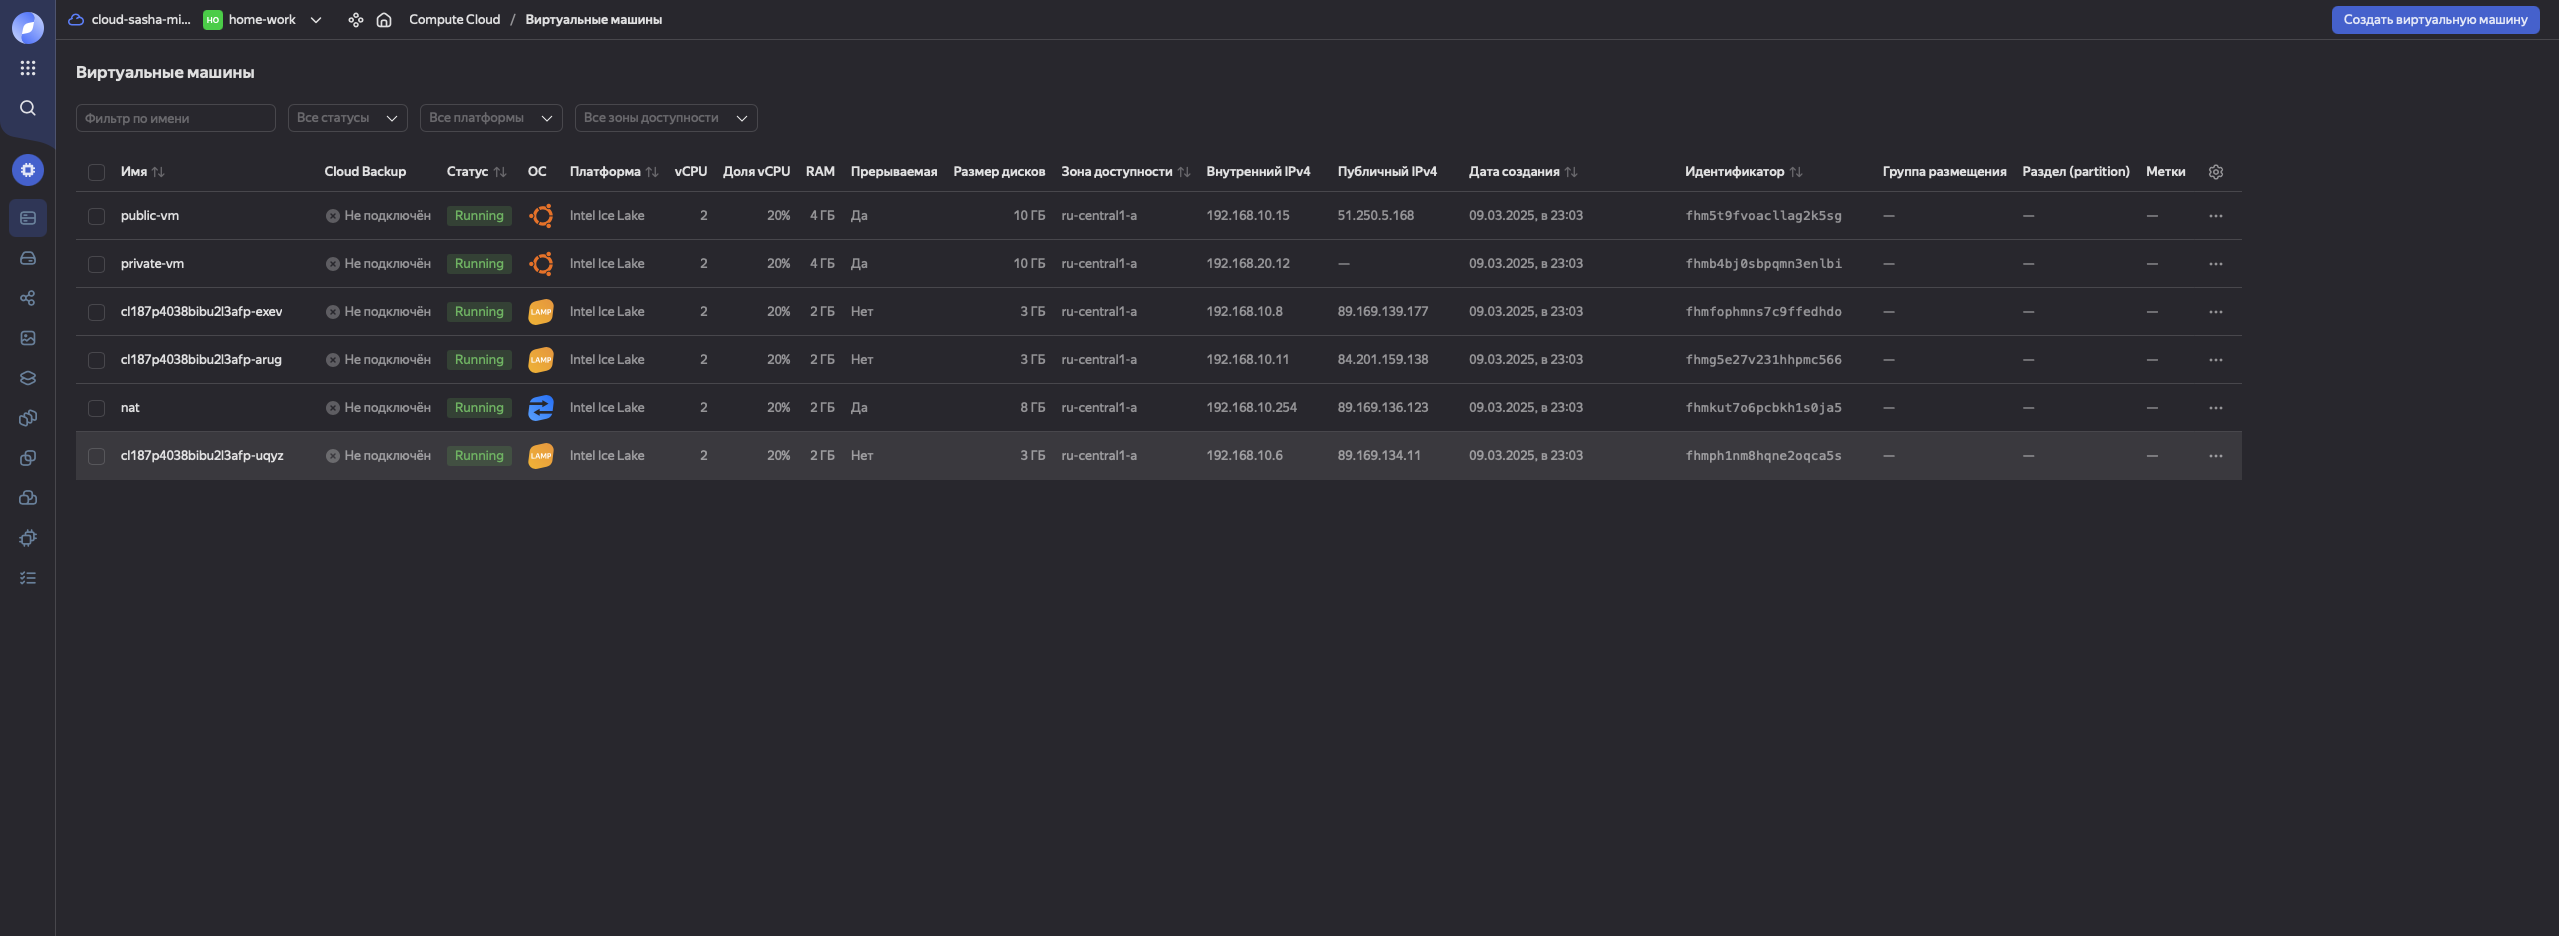 cloud-sasha-mi... HO home-work Compute Cloud / Виртуальные машины Создать виртуальную машину
Виртуальные машины
Фильтр по имени Все статусы Все платформы Все зоны доступности
Имя Cloud Backup Статус ОС Платформа vCPU Доля vCPU RAM Прерываемая Размер дисков Зона доступности Внутренний IPv4 Публичный IPv4 Дата создания Идентификатор Группа размещения Раздел (partition) Метки
public-vm Не подключён Running Intel Ice Lake 2 20% 4 ГБ Да 10 ГБ ru-central1-a 192.168.10.15 51.250.5.168 09.03.2025, в 23:03 fhm5t9fvoacllag2k5sg — — — ...
private-vm Не подключён Running Intel Ice Lake 2 20% 4 ГБ Да 10 ГБ ru-central1-a 192.168.20.12 — 09.03.2025, в 23:03 fhmb4bj0sbpqmn3enlbi — — — ...
cl187p4038bibu2l3afp-exev Не подключён Running LAMP Intel Ice Lake 2 20% 2 ГБ Нет 3 ГБ ru-central1-a 192.168.10.8 89.169.139.177 09.03.2025, в 23:03 fhmfophmns7c9ffedhdo — — — ...
cl187p4038bibu2l3afp-arug Не подключён Running LAMP Intel Ice Lake 2 20% 2 ГБ Нет 3 ГБ ru-central1-a 192.168.10.11 84.201.159.138 09.03.2025, в 23:03 fhmg5e27v231hhpmc566 — — — ...
nat Не подключён Running Intel Ice Lake 2 20% 2 ГБ Да 8 ГБ ru-central1-a 192.168.10.254 89.169.136.123 09.03.2025, в 23:03 fhmkut7o6pcbkh1s0ja5 — — — ...
cl187p4038bibu2l3afp-uqyz Не подключён Running LAMP Intel Ice Lake 2 20% 2 ГБ Нет 3 ГБ ru-central1-a 192.168.10.6 89.169.134.11 09.03.2025, в 23:03 fhmph1nm8hqne2oqca5s — — — ...